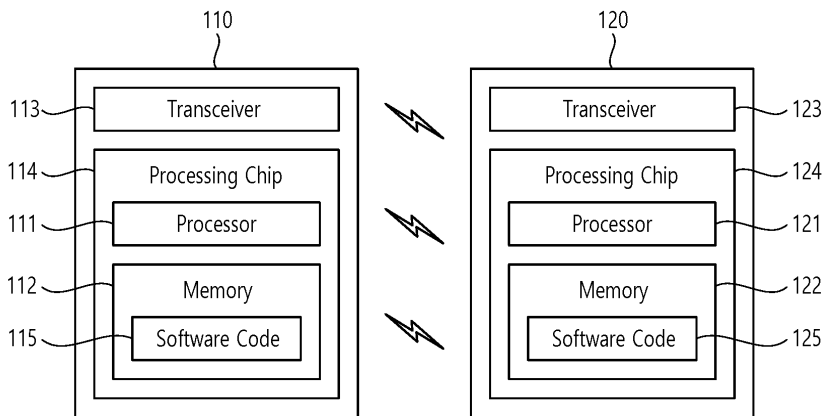 110
120
113
Transceiver
Transceiver
123
114
Processing Chip
Processing Chip
124
111
Processor
Processor
121
112
Memory
Memory
122
115
Software Code
Software Code
125